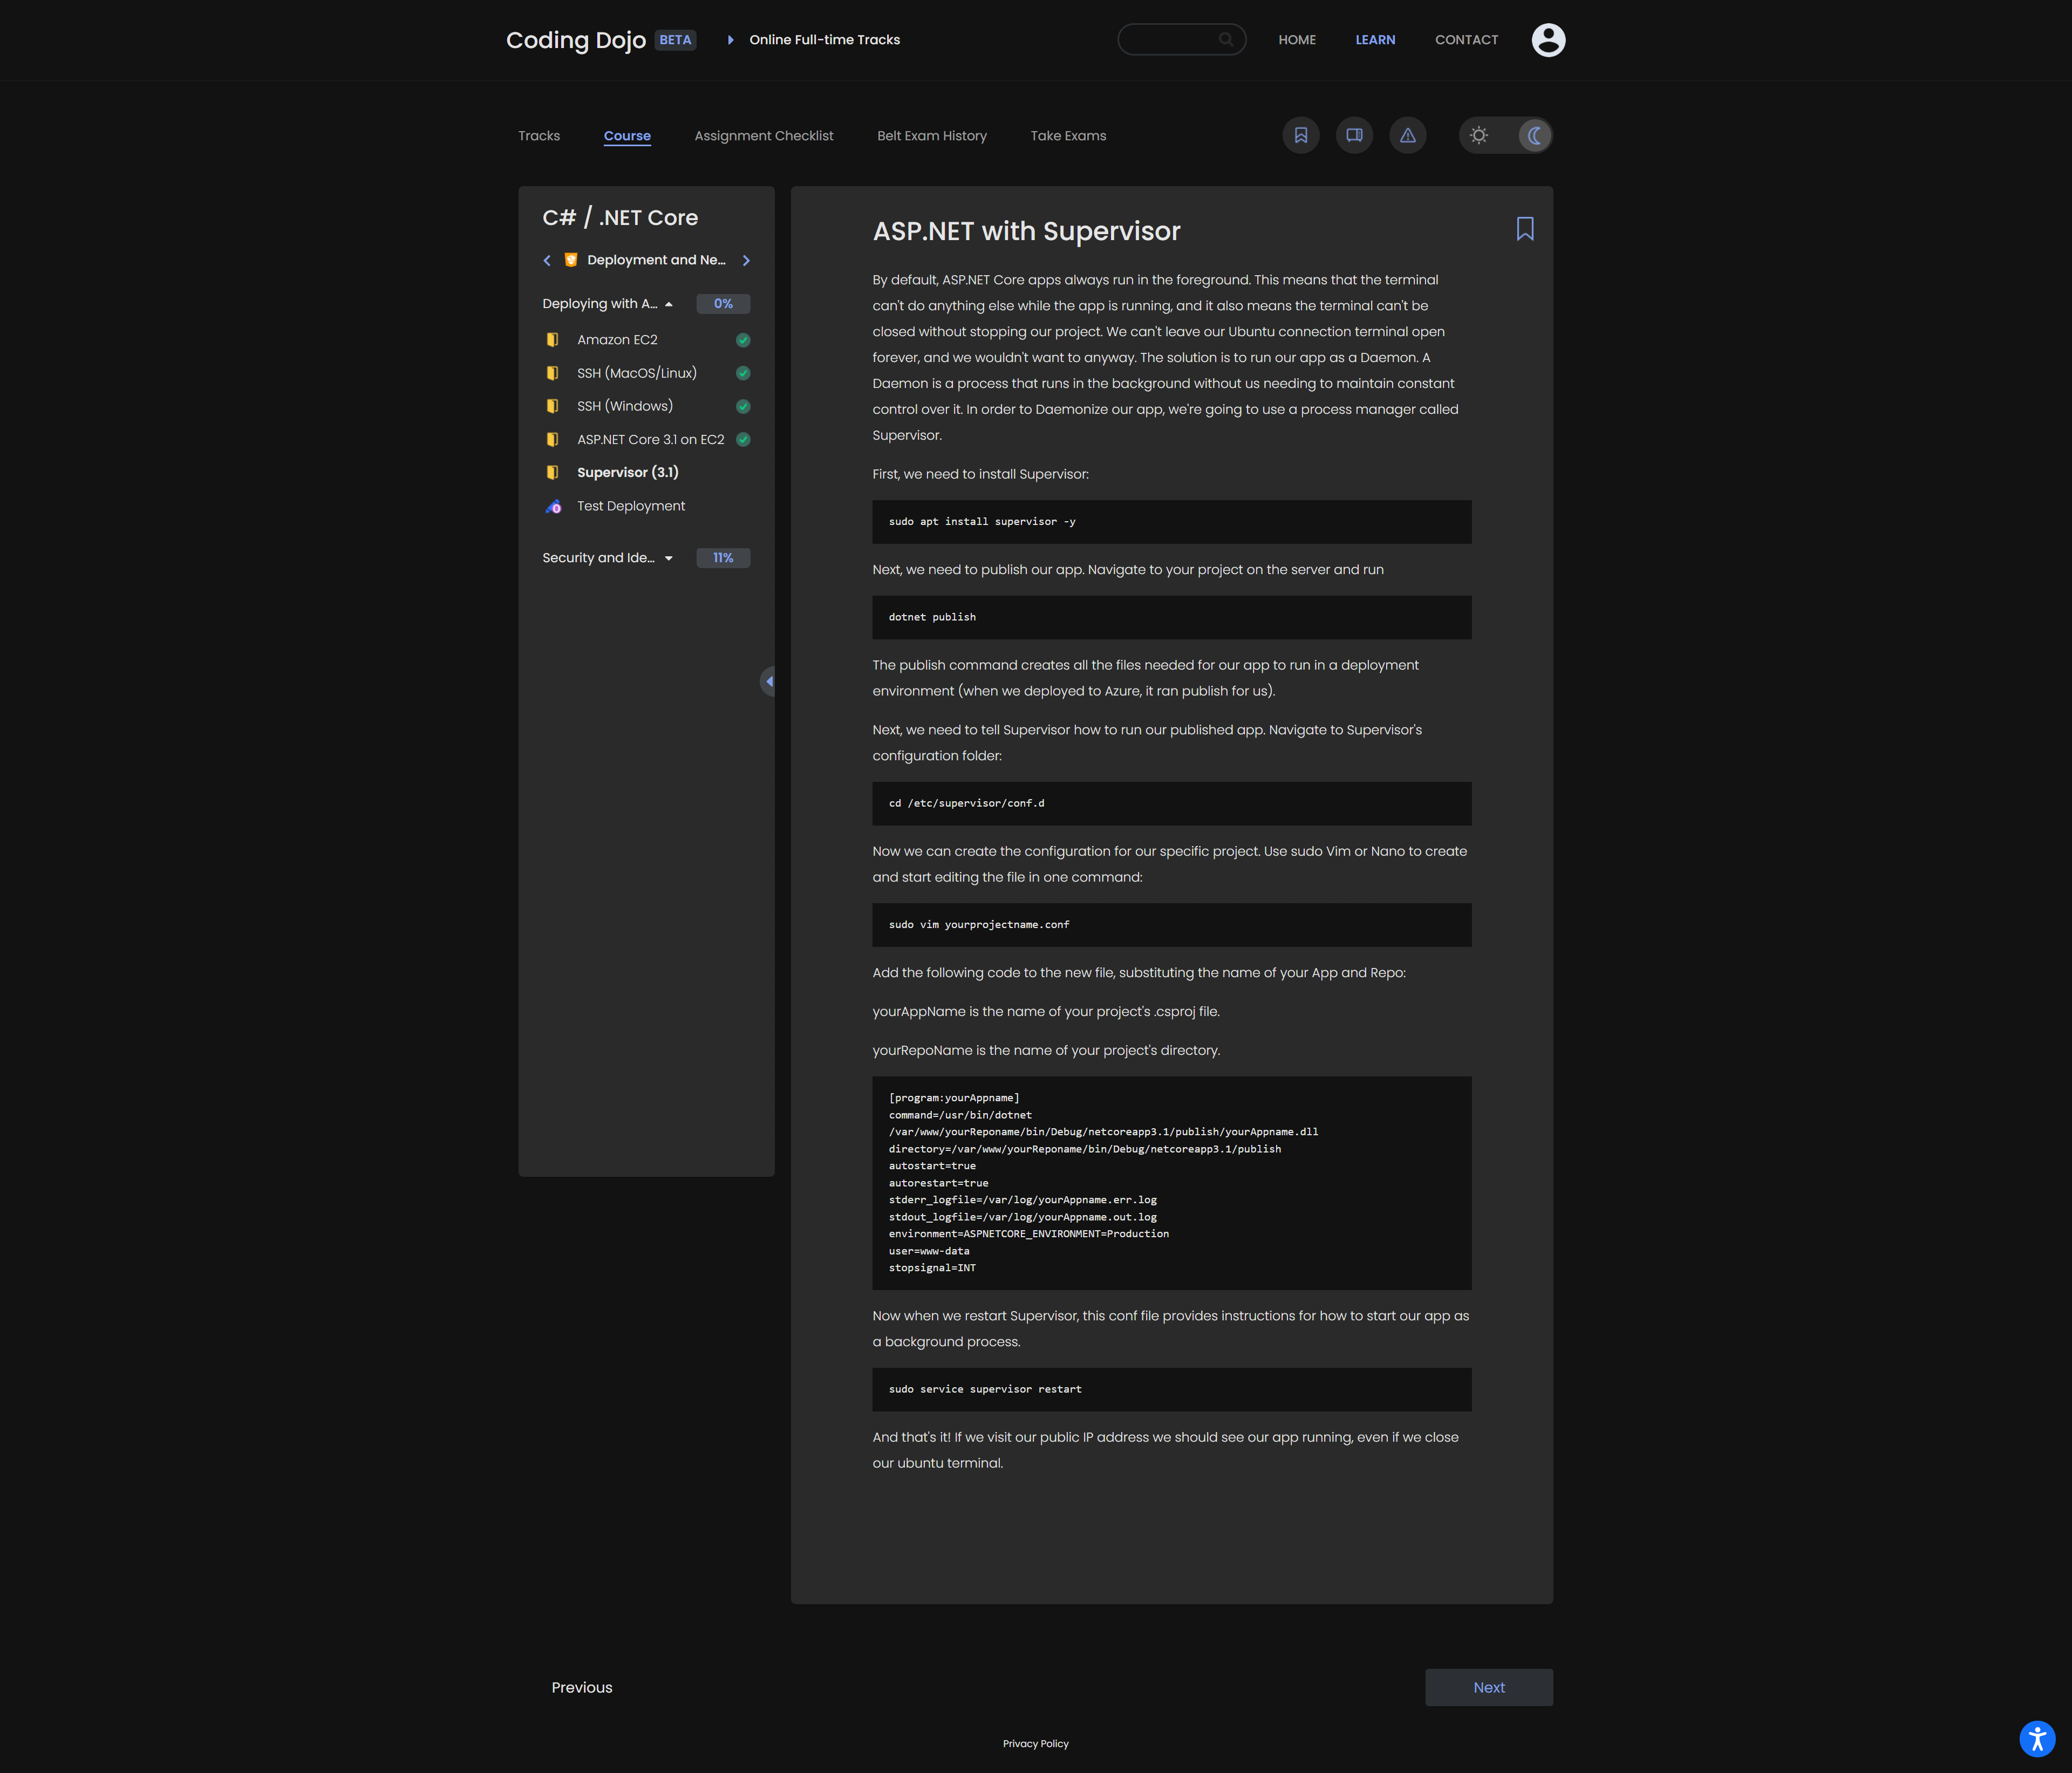 Coding Dojo BETA Online Full-time Tracks HOME LEARN CONTACT
Tracks Course Assignment Checklist Belt Exam History Take Exams
C# / .NET Core
Deployment and Ne...
Deploying with A... 0%
Amazon EC2
SSH (MacOS/Linux)
SSH (Windows)
ASP.NET Core 3.1 on EC2
Supervisor (3.1)
Test Deployment
Security and Ide... 11%
ASP.NET with Supervisor
By default, ASP.NET Core apps always run in the foreground. This means that the terminal
can't do anything else while the app is running, and it also means the terminal can't be
closed without stopping our project. We can't leave our Ubuntu connection terminal open
forever, and we wouldn't want to anyway. The solution is to run our app as a Daemon. A
Daemon is a process that runs in the background without us needing to maintain constant
control over it. In order to Daemonize our app, we're going to use a process manager called
Supervisor.
First, we need to install Supervisor:
sudo apt install supervisor -y
Next, we need to publish our app. Navigate to your project on the server and run
dotnet publish
The publish command creates all the files needed for our app to run in a deployment
environment (when we deployed to Azure, it ran publish for us).
Next, we need to tell Supervisor how to run our published app. Navigate to Supervisor's
configuration folder:
cd /etc/supervisor/conf.d
Now we can create the configuration for our specific project. Use sudo Vim or Nano to create
and start editing the file in one command:
sudo vim yourprojectname.conf
Add the following code to the new file, substituting the name of your App and Repo:
yourAppName is the name of your project's .csproj file.
yourRepoName is the name of your project's directory.
[program:yourAppname]
command=/usr/bin/dotnet
/var/www/yourReponame/bin/Debug/netcoreapp3.1/publish/yourAppname.dll
directory=/var/www/yourReponame/bin/Debug/netcoreapp3.1/publish
autostart=true
autorestart=true
stderr_logfile=/var/log/yourAppname.err.log
stdout_logfile=/var/log/yourAppname.out.log
environment=ASPNETCORE_ENVIRONMENT=Production
user=www-data
stopsignal=INT
Now when we restart Supervisor, this conf file provides instructions for how to start our app as
a background process.
sudo service supervisor restart
And that's it! If we visit our public IP address we should see our app running, even if we close
our ubuntu terminal.
Previous Next
Privacy Policy